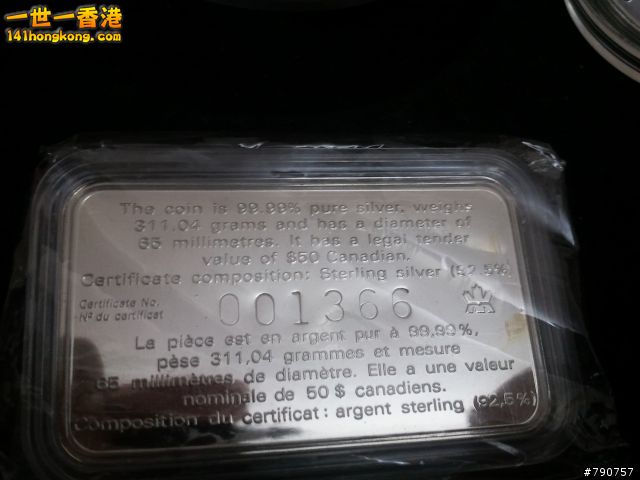 一世一香港
141hongkong.com
The coin is 99.99% pure silver, weighs
311.04 grams and has a diameter of
65 millimetres. It has a legal tender
value of $50 Canadian.
Certificate composition: Sterling silver (92.5%)
Certificate No.
Nº du certificat
001366
La pièce est en argent pur à 99,99%,
pèse 311,04 grammes et mesure
65 millimètres de diamètre. Elle a une valeur
nominale de 50 $ canadiens.
Composition du certificat : argent sterling (92,5%)
#790757